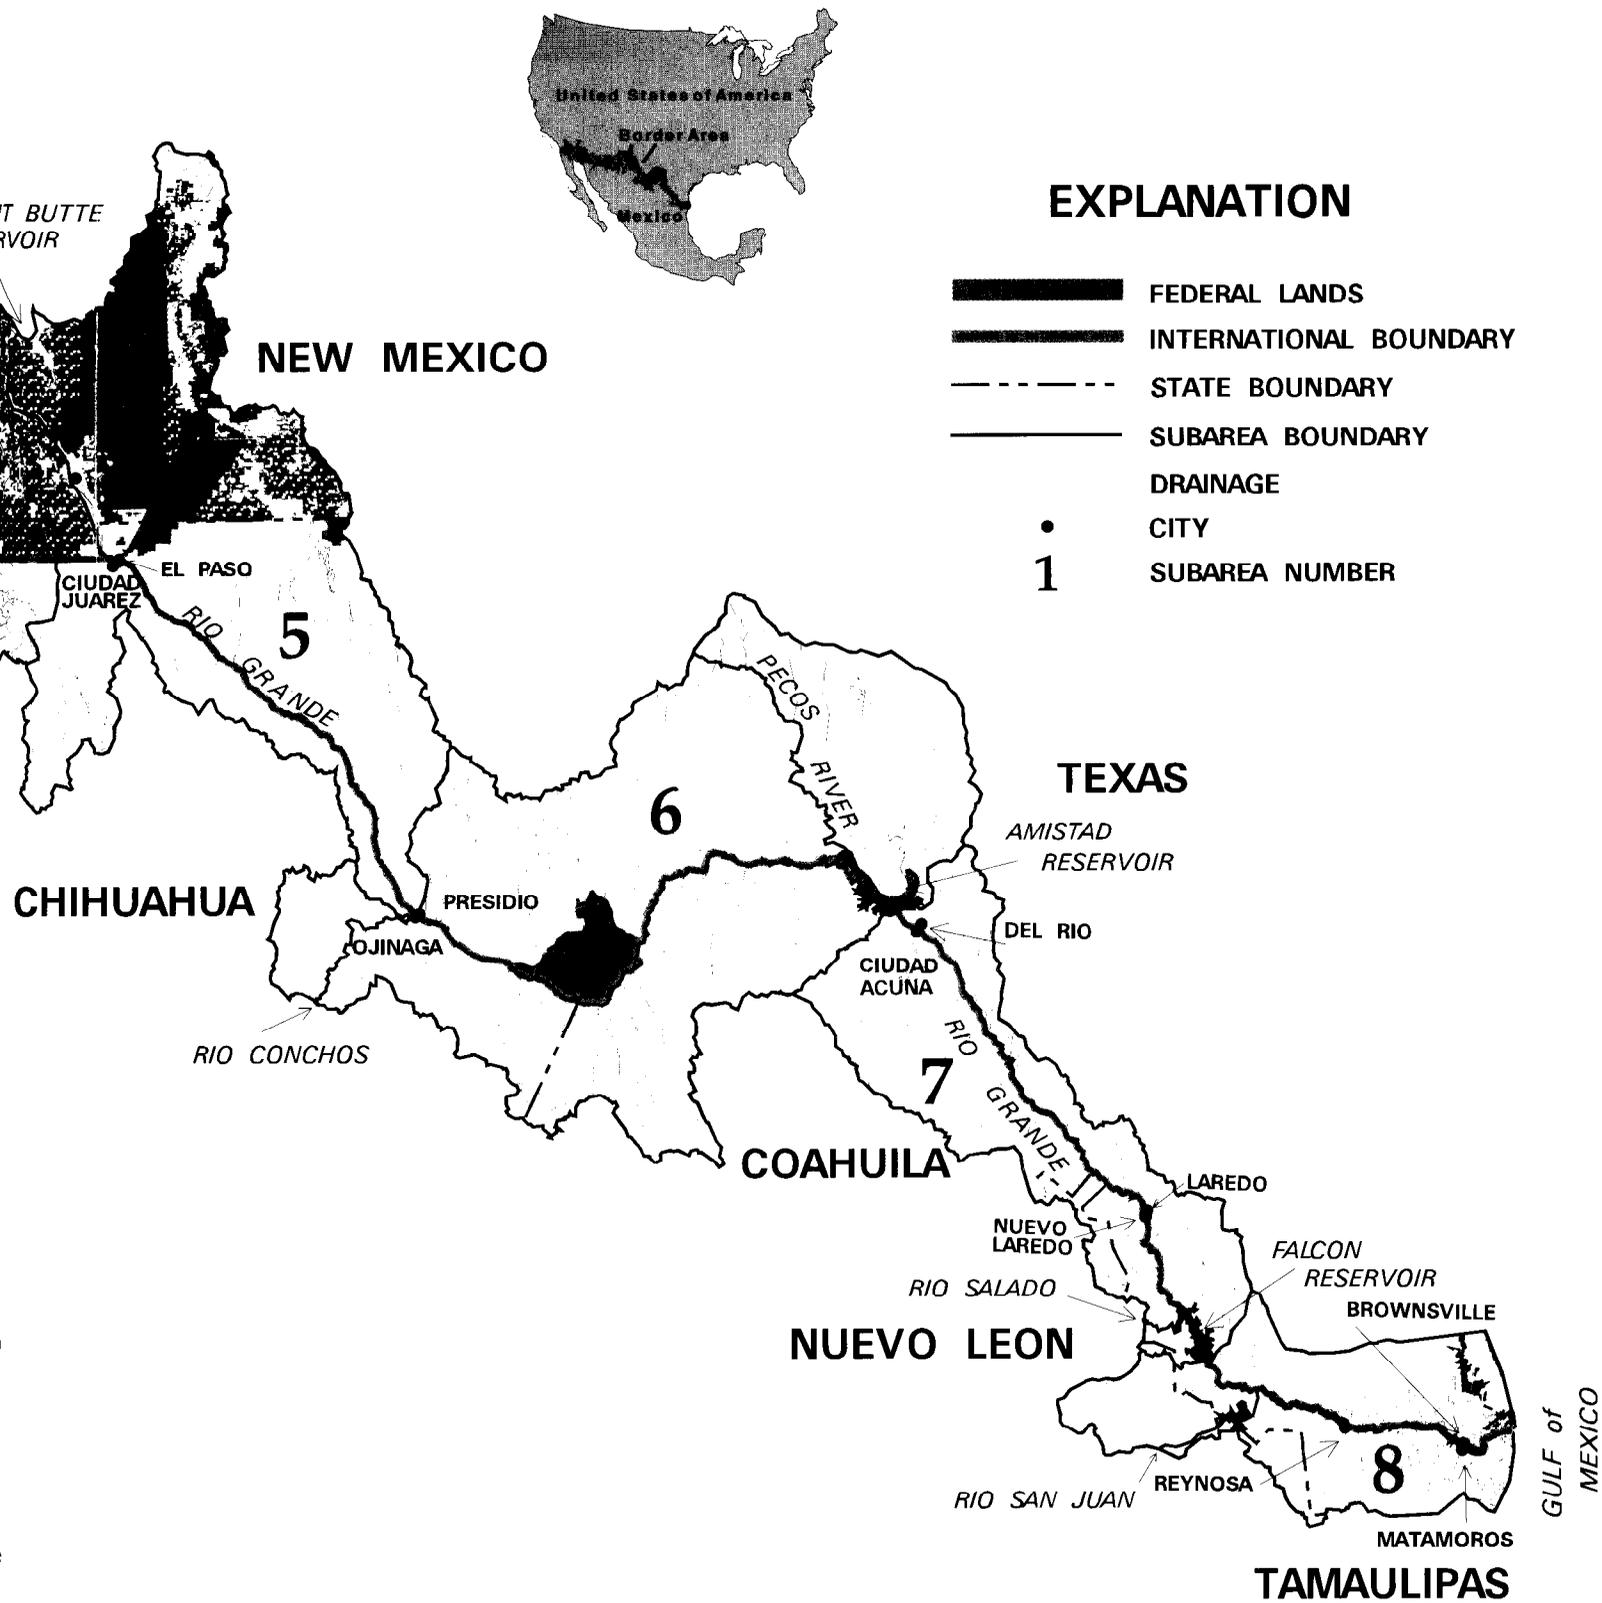 United States of America
Border Area
Mexico
EXPLANATION
FEDERAL LANDS
INTERNATIONAL BOUNDARY
STATE BOUNDARY
SUBAREA BOUNDARY
DRAINAGE
CITY
1 SUBAREA NUMBER
T BUTTE
RVOIR
NEW MEXICO
EL PASO
CIUDAD
JUAREZ
RIO GRANDE
5
PECOS RIVER
6
TEXAS
AMISTAD
RESERVOIR
CHIHUAHUA
PRESIDIO
OJINAGA
DEL RIO
CIUDAD
ACUNA
RIO CONCHOS
RIO GRANDE
7
COAHUILA
LAREDO
NUEVO
LAREDO
FALCON
RESERVOIR
RIO SALADO
BROWNSVILLE
NUEVO LEON
GULF of
MEXICO
8
REYNOSA
RIO SAN JUAN
MATAMOROS
TAMAULIPAS